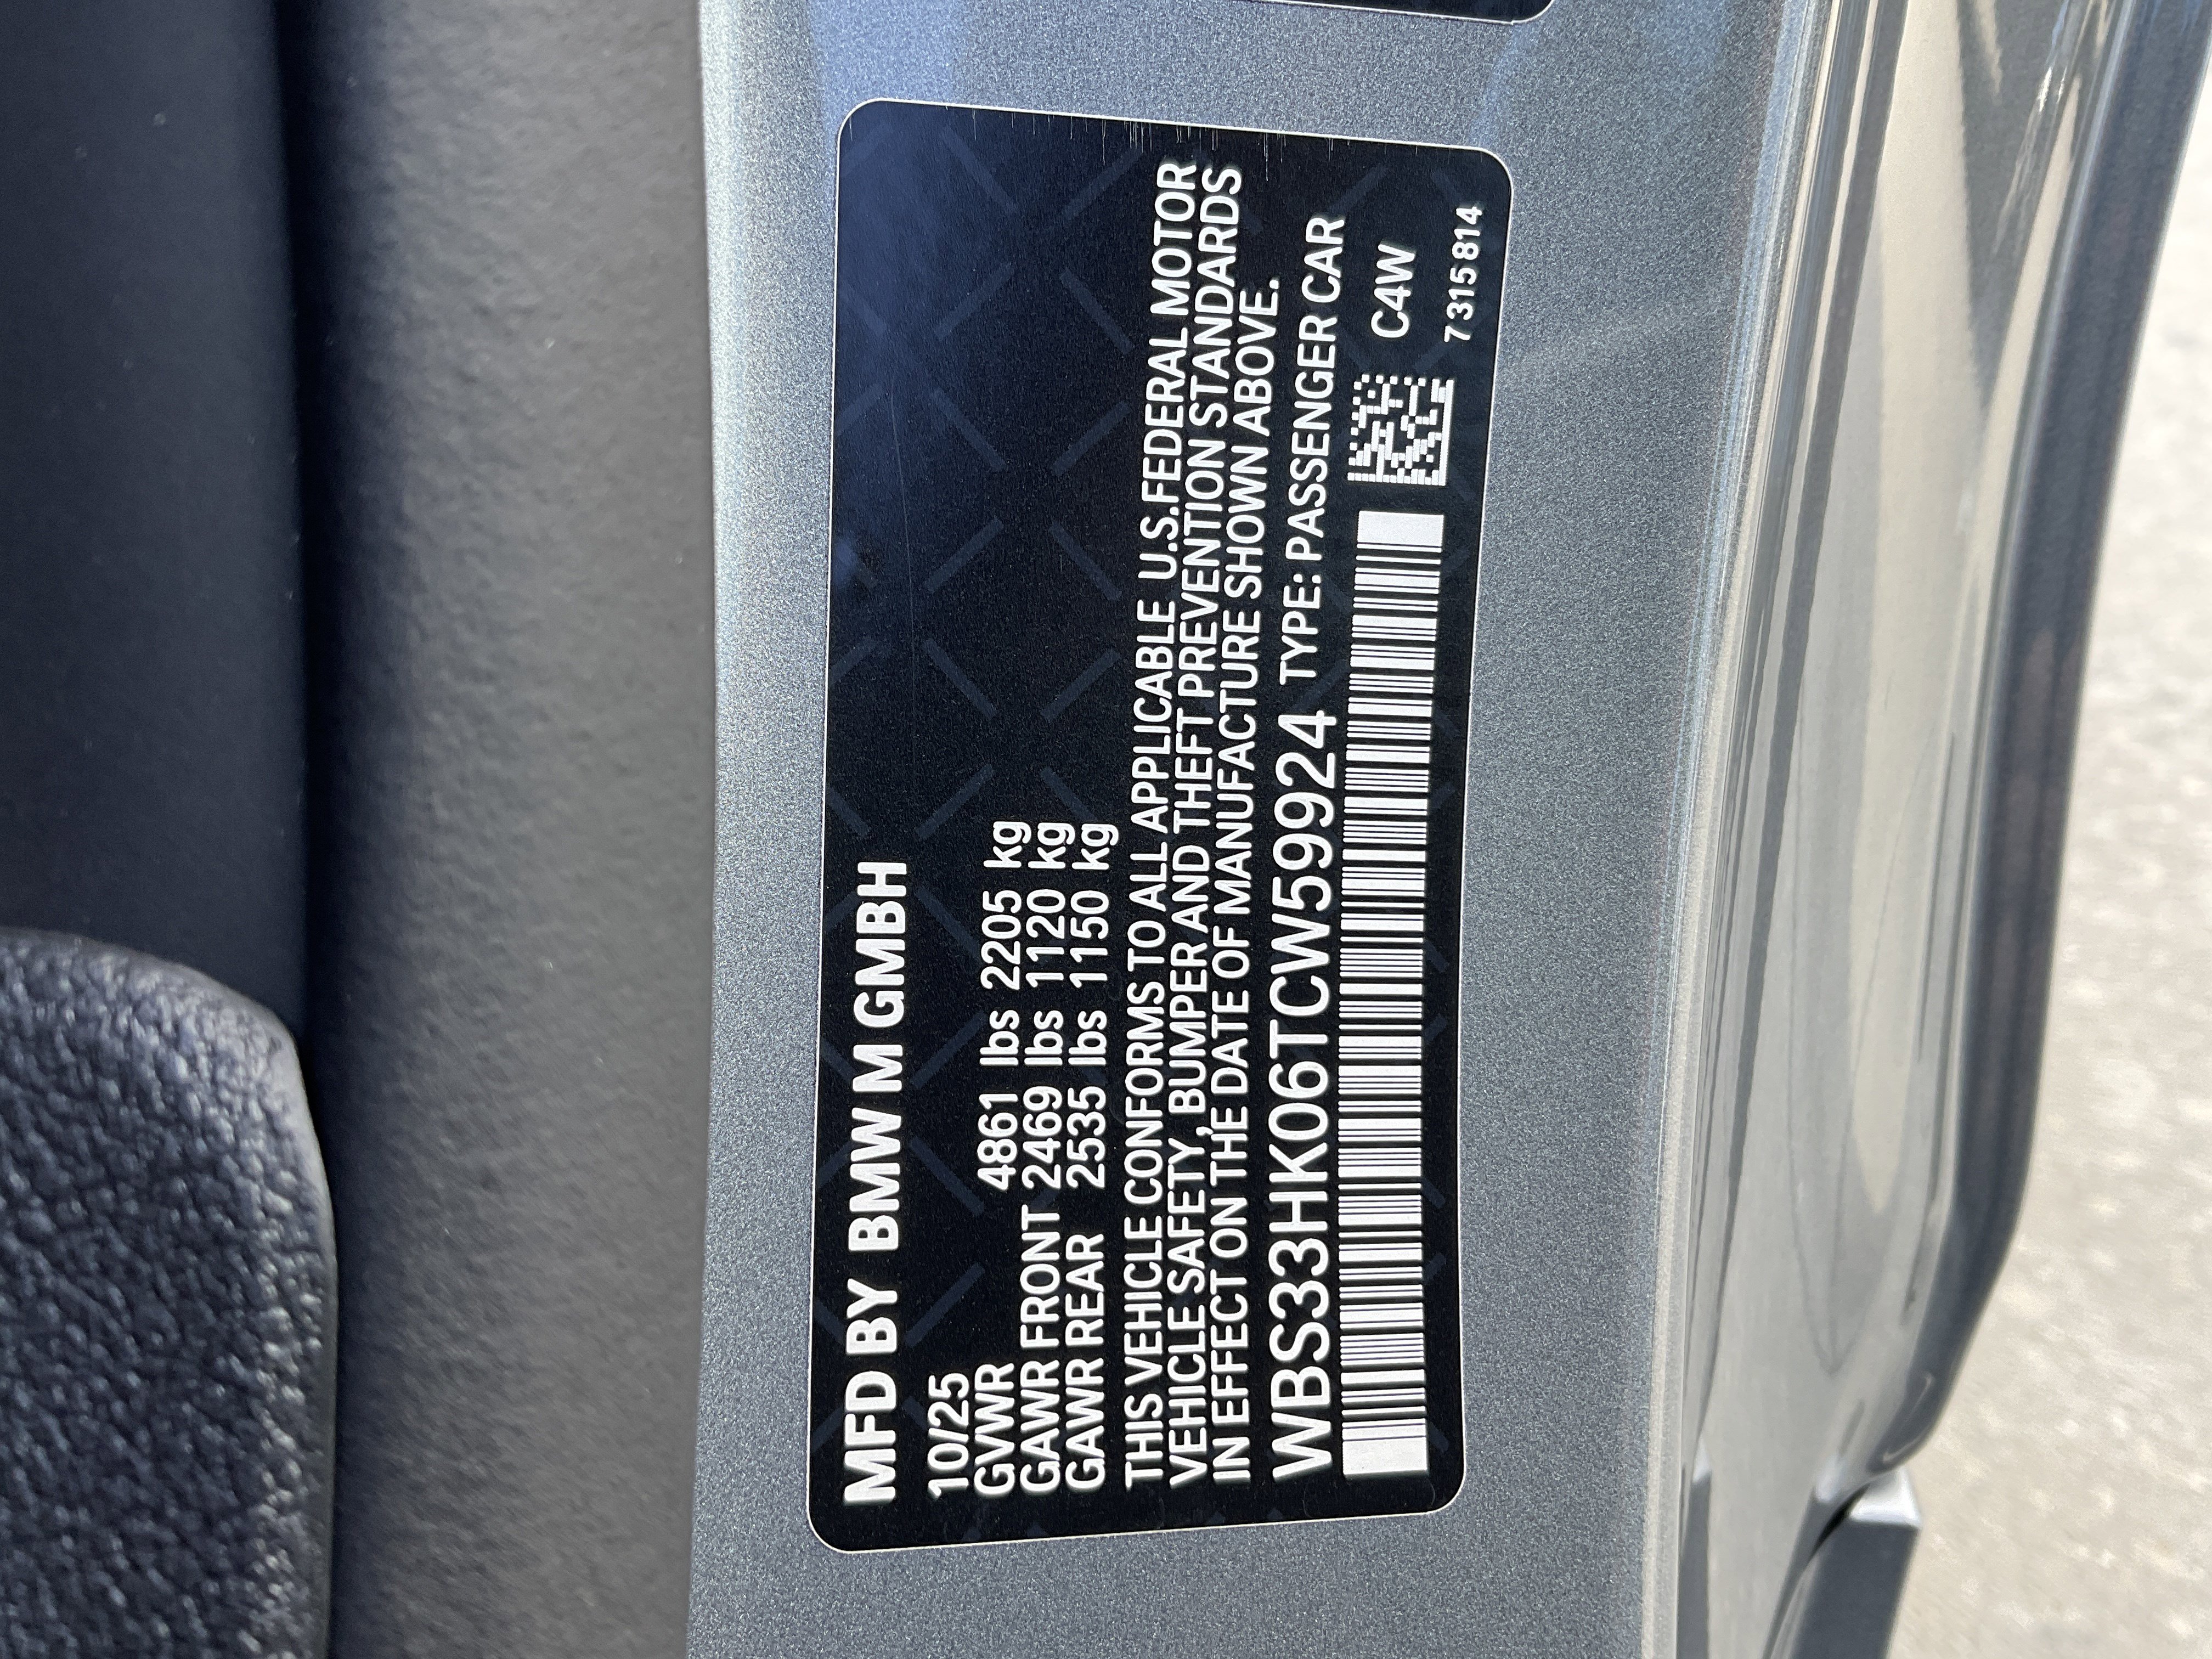 MFD BY BMW M GMBH
10/25
GVWR 4861 lbs 2205 kg
GAWR FRONT 2469 lbs 1120 kg
GAWR REAR 2535 lbs 1150 kg
THIS VEHICLE CONFORMS TO ALL APPLICABLE U.S.FEDERAL MOTOR
VEHICLE SAFETY, BUMPER AND THEFT PREVENTION STANDARDS
IN EFFECT ON THE DATE OF MANUFACTURE SHOWN ABOVE.
WBS33HK06TCW59924 TYPE: PASSENGER CAR
C4W
7315814